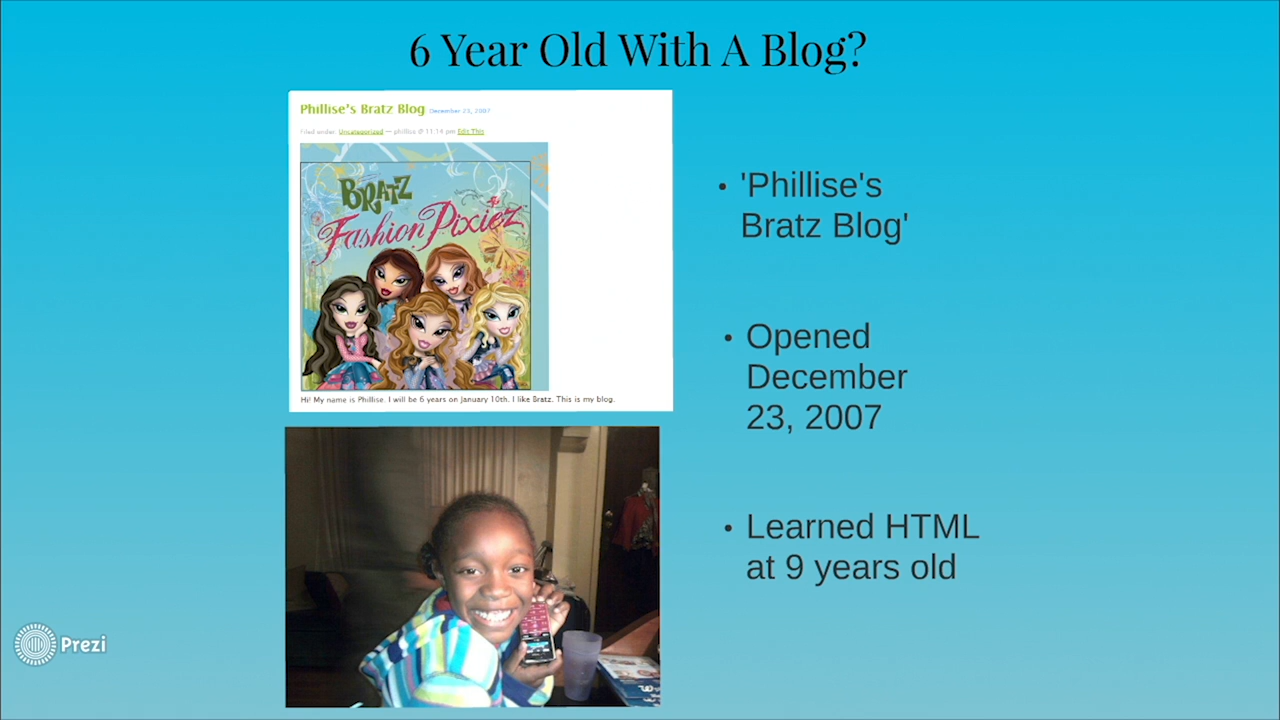 6 Year Old With A Blog?
Phillise's Bratz Blog December 23, 2007
Filed under: Uncategorized — phillise @ 11:14 pm Edit This
BRATZ
Fashion Pixiez
Hi! My name is Phillise. I will be 6 years on January 10th. I like Bratz. This is my blog.
• 'Phillise's
Bratz Blog'
• Opened
December
23, 2007
• Learned HTML
at 9 years old
Prezi